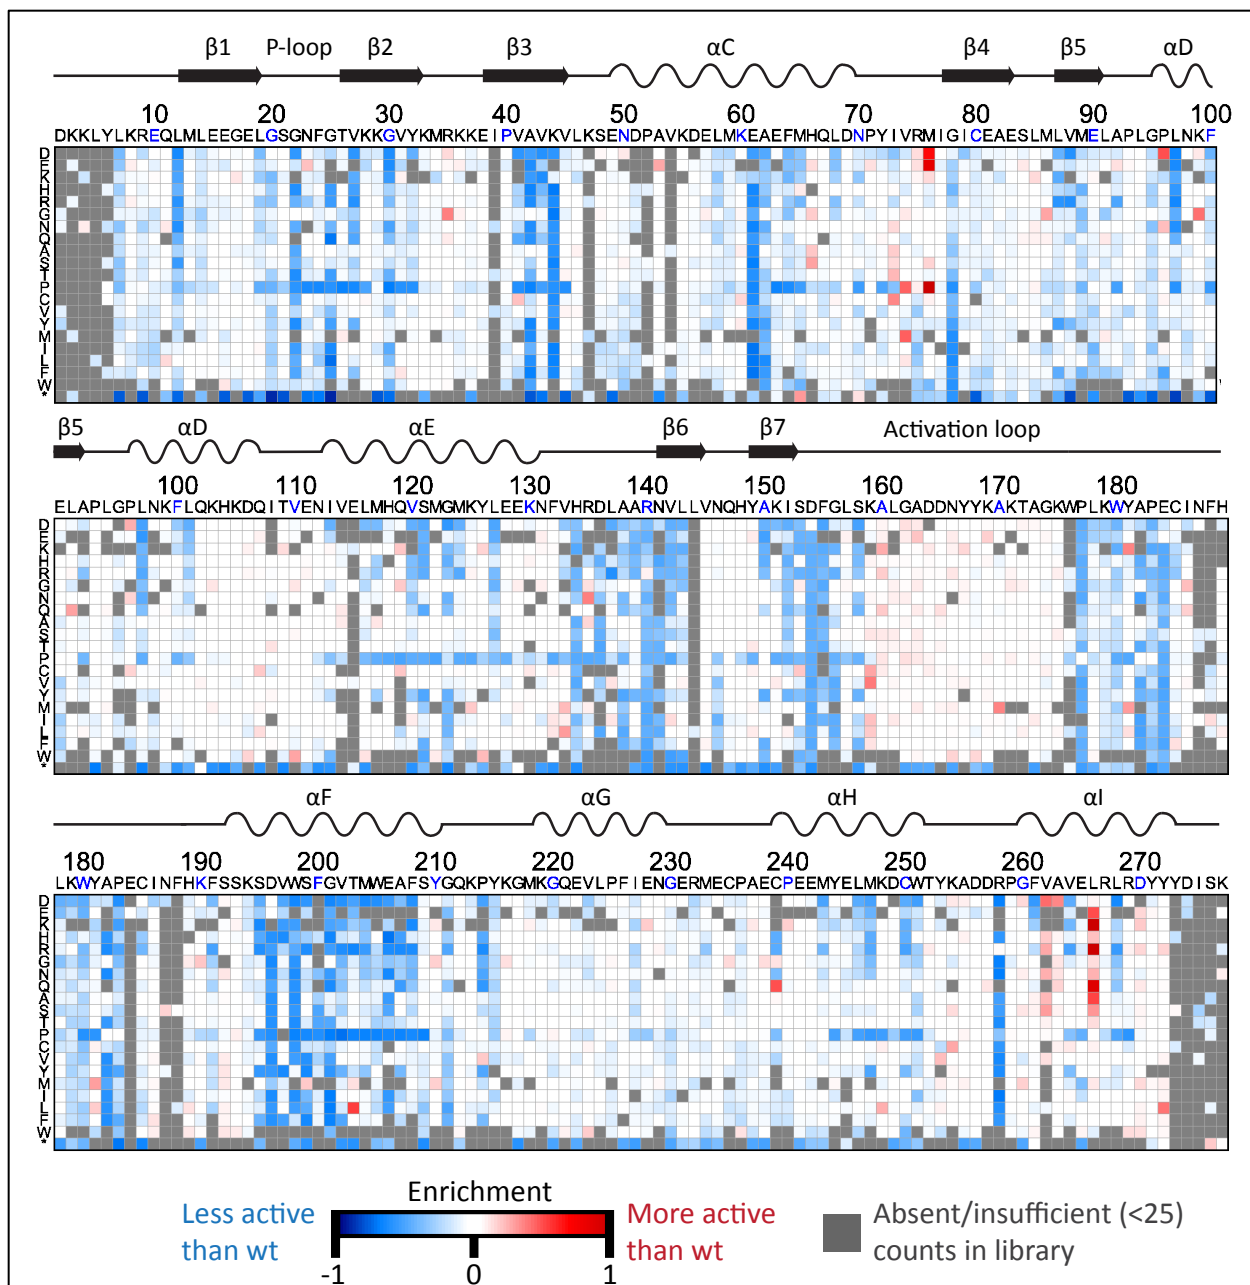 β1 P-loop β2 β3 αC β4 β5 αD
10 20 30 40 50 60 70 80 90 100
DKKLYLKREQLMLEEGELGSGNFGTVKKGVYKMRKKEIPAVKVLKSENDPAVKDELMKEAEFMHQLDNPYIVRMIGICEAESLMLVMELAPLGPLNKF
D
E
K
H
R
G
N
Q
A
S
T
P
C
V
Y
M
I
L
F
W
*
β5 αD αE β6 β7 Activation loop
100 110 120 130 140 150 160 170 180
ELAPLGPLNKFLQKHKDQITVENIVELMHQVSMGMKYLEEKNFVHRDLAARNVLLVNQHYAKISDFGLSKALGADDNYYKAKTAGKWPLKWYAPECINFH
D
E
K
H
R
G
N
Q
A
S
T
P
C
V
Y
M
I
L
F
W
*
αF αG αH αI
180 190 200 210 220 230 240 250 260 270
LKWYAPECINFHKFSSKSDVWSFGVTMWEAFSYGQKPYKGMKGQEVLPFIENGERMECPAECPEEMYELMKDCWTYKADDRPGFVAVELRLRDYYYDISK
D
E
K
H
R
G
N
Q
A
S
T
P
C
V
Y
M
I
L
F
W
*
Less active
than wt
Enrichment
-1 0 1
More active
than wt
Absent/insufficient (<25)
counts in library